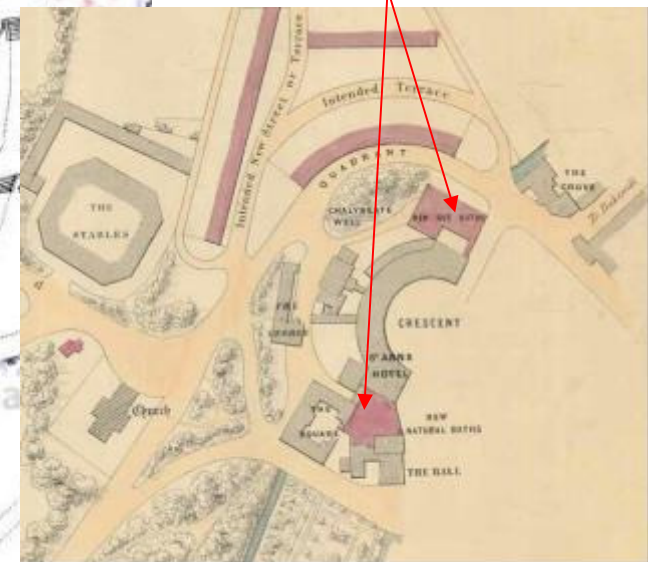 Intended Terrace
Intended New Street or Terrace
QUADRANT
THE
GROVE
To Bakewell
THE
STABLES
CHALYBEATE
WELL
NEW HOT BATHS
CRESCENT
THE
ST ANNS
HOTEL
THE
SQUARE
NEW
NATURAL BATHS
Church
THE HALL